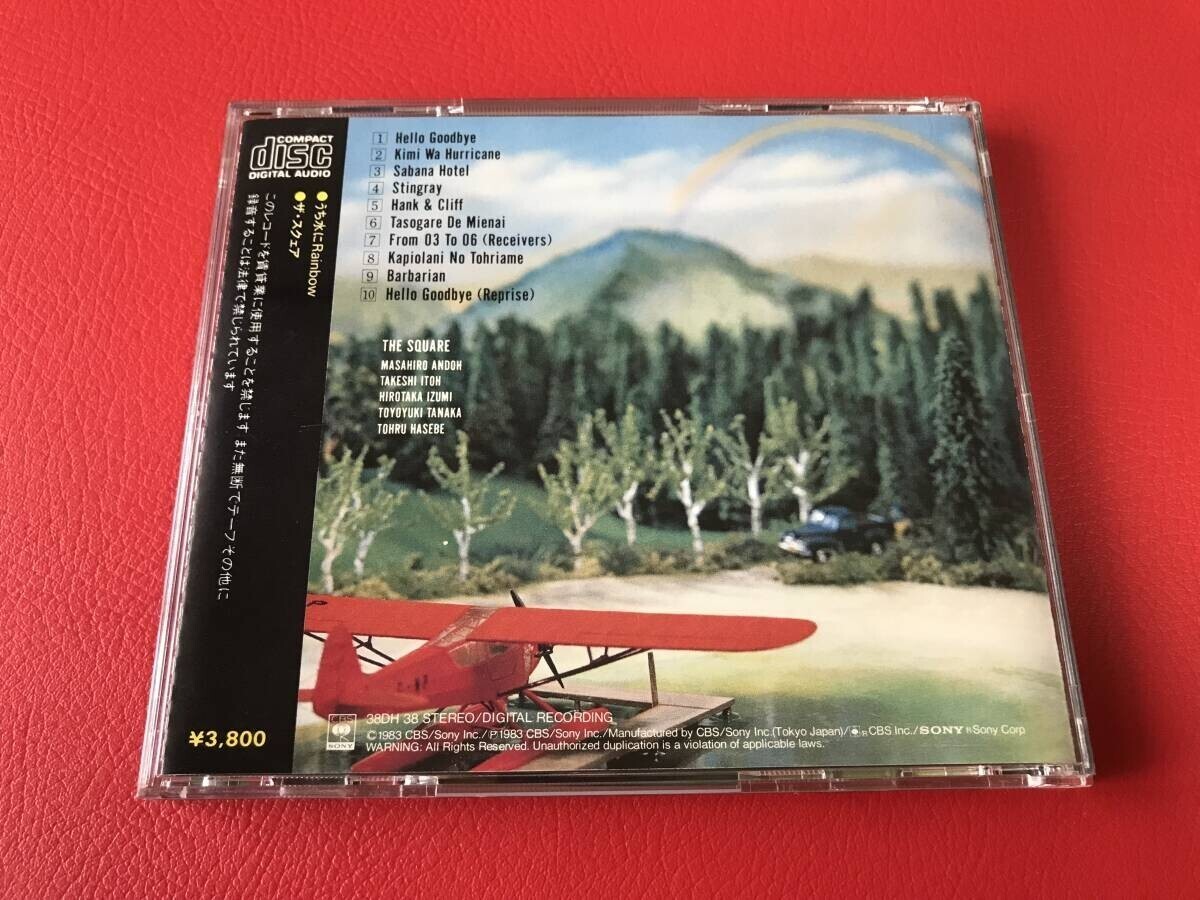 COMPACT
disc
DIGITAL AUDIO
●うち水にRainbow
●ザ・スクェア
このレコードを賃貸業に使用することを禁じます また無断でテープその他に
録音することは法律で禁じられています
¥3,800
1 Hello Goodbye
2 Kimi Wa Hurricane
3 Sabana Hotel
4 Stingray
5 Hank & Cliff
6 Tasogare De Mienai
7 From 03 To 06 (Receivers)
8 Kapiolani No Tohriame
9 Barbarian
10 Hello Goodbye (Reprise)
THE SQUARE
MASAHIRO ANDOH
TAKESHI ITOH
HIROTAKA IZUMI
TOYOYUKI TANAKA
TOHRU HASEBE
CBS
SONY
38DH 38 STEREO/DIGITAL RECORDING
©1983 CBS/Sony Inc./℗1983 CBS/Sony Inc./Manufactured by CBS/Sony Inc.(Tokyo Japan)/®CBS Inc./SONY®Sony Corp
WARNING: All Rights Reserved. Unauthorized duplication is a violation of applicable laws.